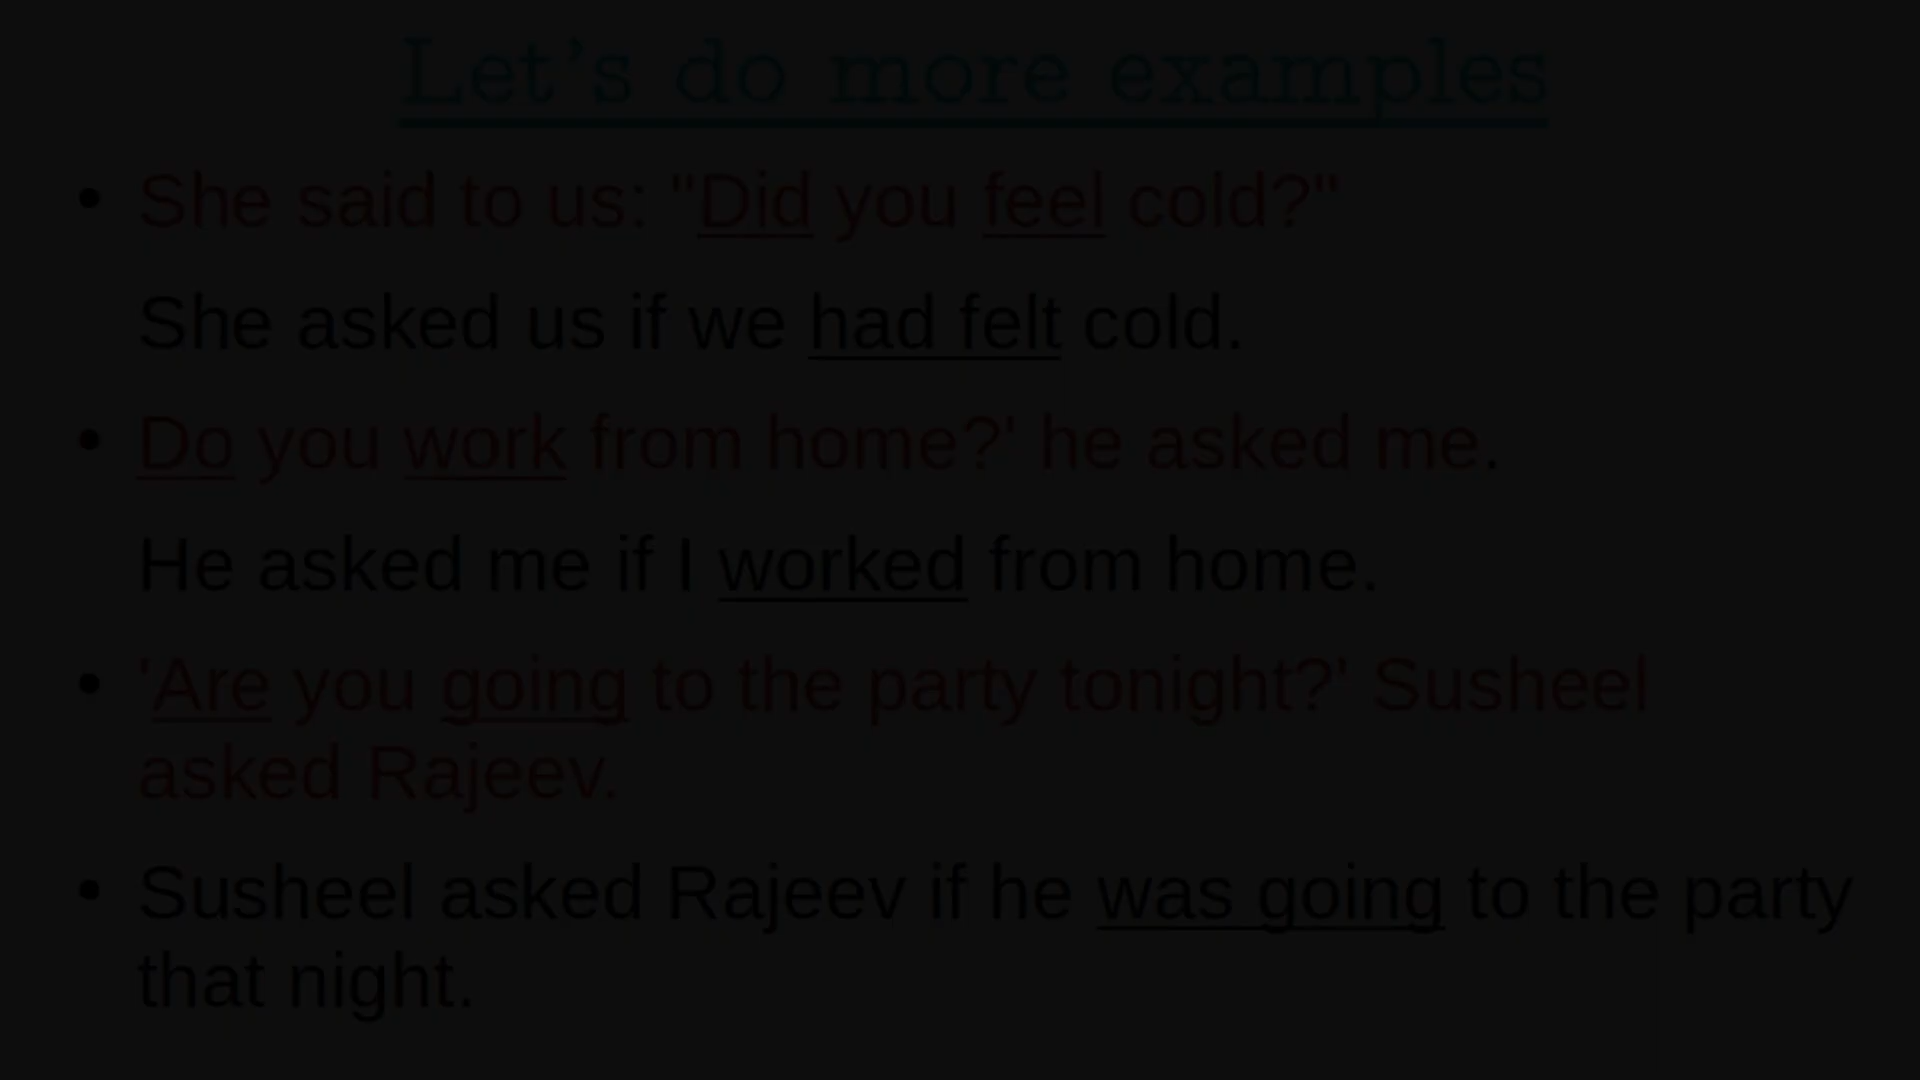 Let's do more examples
• She said to us: "Did you feel cold?"
She asked us if we had felt cold.
• Do you work from home?' he asked me.
He asked me if I worked from home.
• 'Are you going to the party tonight?' Susheel
asked Rajeev.
• Susheel asked Rajeev if he was going to the party
that night.